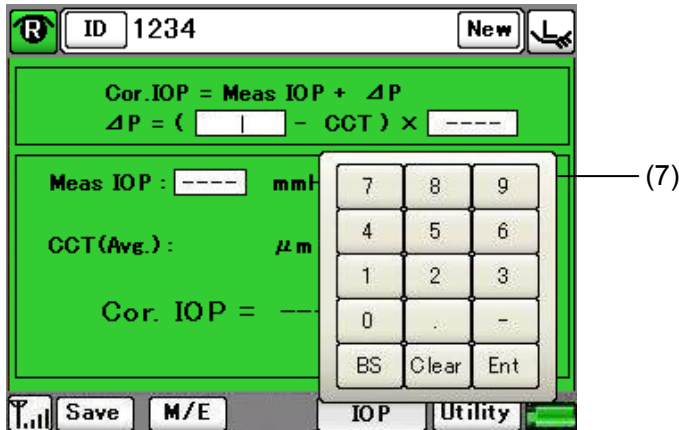 R ID 1234 New
Cor.IOP = Meas IOP + ΔP
ΔP = ( | - CCT ) × ----
Meas IOP : ---- mmH
CCT(Avg.) : μm
Cor. IOP = ---
7 8 9
4 5 6
1 2 3
0 . -
BS Clear Ent
(7)
Save M/E IOP Utility